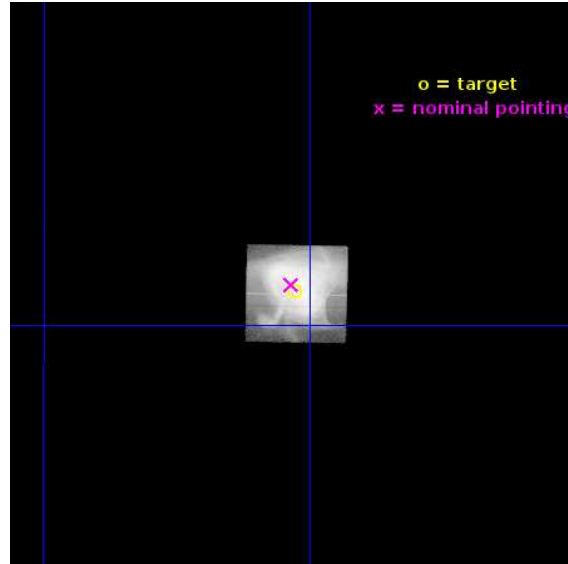 o = target
x = nominal pointing